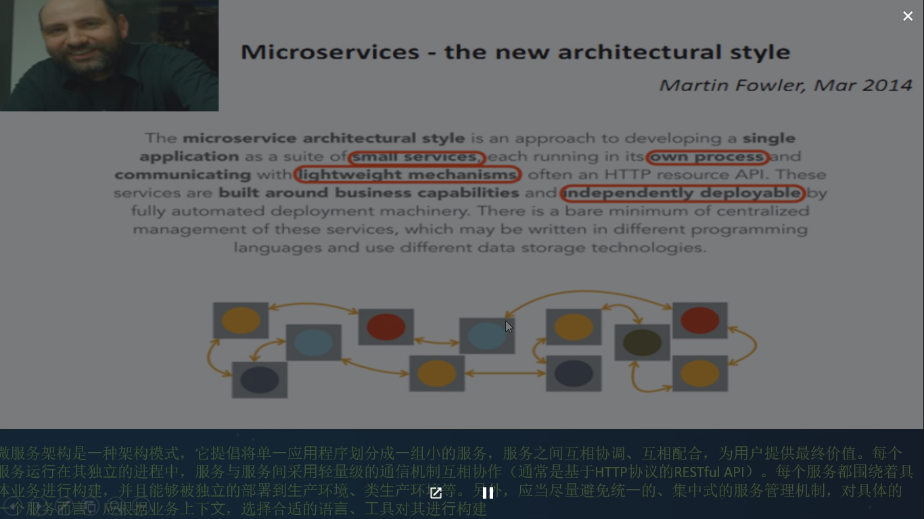 Microservices - the new architectural style
Martin Fowler, Mar 2014
The microservice architectural style is an approach to developing a single
application as a suite of small services, each running in its own process and
communicating with lightweight mechanisms, often an HTTP resource API. These
services are built around business capabilities and independently deployable by
fully automated deployment machinery. There is a bare minimum of centralized
management of these services, which may be written in different programming
languages and use different data storage technologies.
微服务架构是一种架构模式，它提倡将单一应用程序划分成一组小的服务，服务之间互相协调、互相配合，为用户提供最终价值。每个
服务运行在其独立的进程中，服务与服务间采用轻量级的通信机制互相协作（通常是基于HTTP协议的RESTful API）。每个服务都围绕着具
体业务进行构建，并且能够被独立的部署到生产环境、类生产环境等。另外，应当尽量避免统一的、集中式的服务管理机制，对具体的
一个服务而言，应根据业务上下文，选择合适的语言、工具对其进行构建